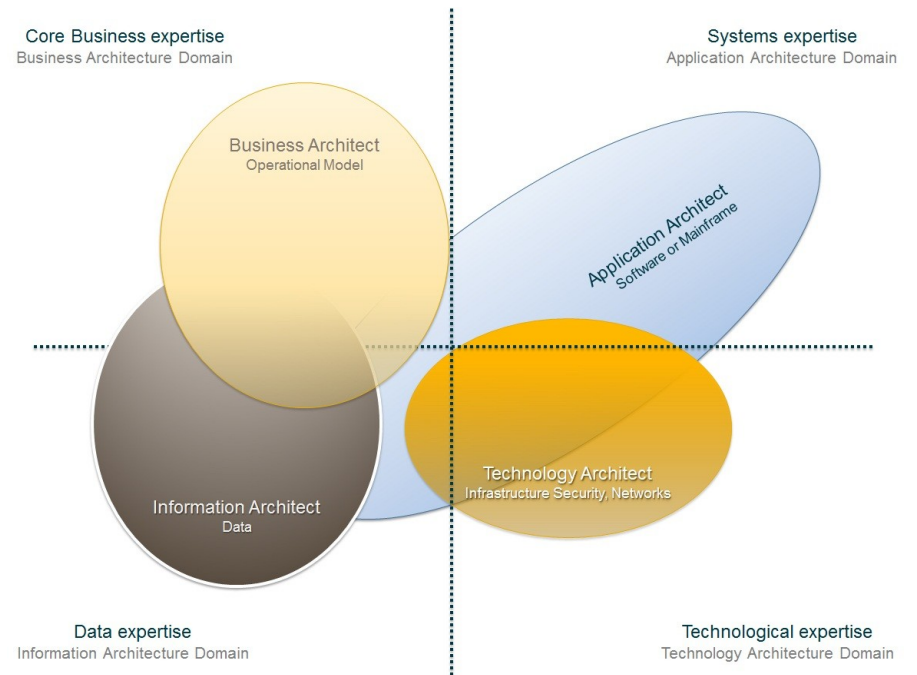 Core Business expertise
Business Architecture Domain
Systems expertise
Application Architecture Domain
Business Architect
Operational Model
Application Architect
Software or Mainframe
Technology Architect
Infrastructure Security, Networks
Information Architect
Data
Data expertise
Information Architecture Domain
Technological expertise
Technology Architecture Domain